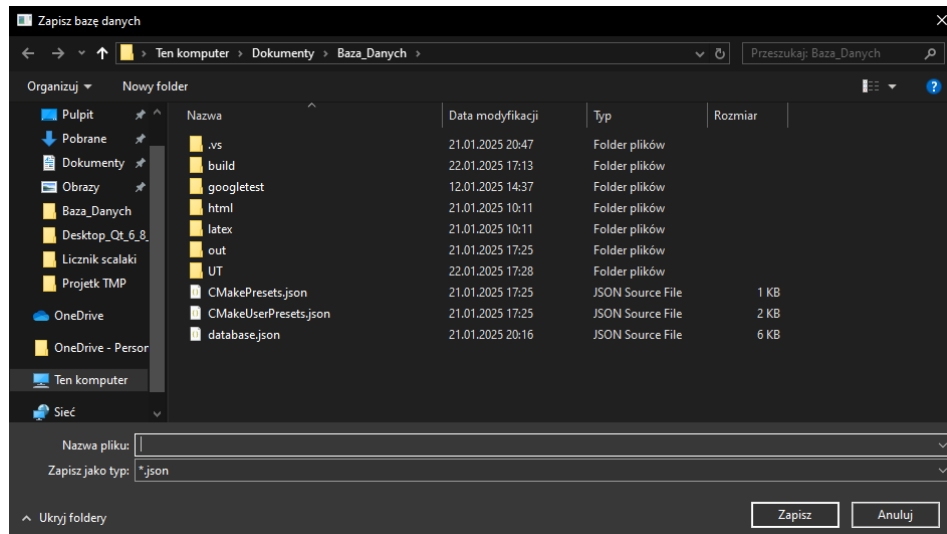 Zapisz bazę danych
Ten komputer > Dokumenty > Baza_Danych >
Przeszukaj: Baza_Danych
Organizuj
Nowy folder
Pulpit
Pobrane
Dokumenty
Obrazy
Baza_Danych
Desktop_Qt_6_8_
Licznik scalaki
Projetk TMP
OneDrive
OneDrive - Person
Ten komputer
Sieć
Nazwa Data modyfikacji Typ Rozmiar
.vs 21.01.2025 20:47 Folder plików
build 22.01.2025 17:13 Folder plików
googletest 12.01.2025 14:37 Folder plików
html 21.01.2025 10:11 Folder plików
latex 21.01.2025 10:11 Folder plików
out 21.01.2025 17:25 Folder plików
UT 22.01.2025 17:28 Folder plików
CMakePresets.json 21.01.2025 17:25 JSON Source File 1 KB
CMakeUserPresets.json 21.01.2025 17:25 JSON Source File 2 KB
database.json 21.01.2025 20:16 JSON Source File 6 KB
Nazwa pliku:
Zapisz jako typ: *.json
Ukryj foldery
Zapisz
Anuluj